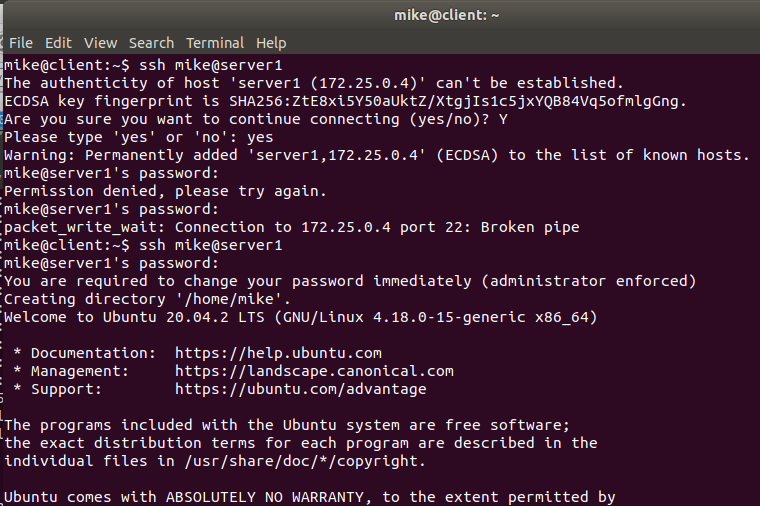 mike@client: ~
File Edit View Search Terminal Help
mike@client:~$ ssh mike@server1
The authenticity of host 'server1 (172.25.0.4)' can't be established.
ECDSA key fingerprint is SHA256:ZtE8xi5Y50aUktZ/XtgjIs1c5jxYQB84Vq5ofmlgGng.
Are you sure you want to continue connecting (yes/no)? Y
Please type 'yes' or 'no': yes
Warning: Permanently added 'server1,172.25.0.4' (ECDSA) to the list of known hosts.
mike@server1's password:
Permission denied, please try again.
mike@server1's password:
packet_write_wait: Connection to 172.25.0.4 port 22: Broken pipe
mike@client:~$ ssh mike@server1
mike@server1's password:
You are required to change your password immediately (administrator enforced)
Creating directory '/home/mike'.
Welcome to Ubuntu 20.04.2 LTS (GNU/Linux 4.18.0-15-generic x86_64)
* Documentation: https://help.ubuntu.com
* Management: https://landscape.canonical.com
* Support: https://ubuntu.com/advantage
The programs included with the Ubuntu system are free software;
the exact distribution terms for each program are described in the
individual files in /usr/share/doc/*/copyright.
Ubuntu comes with ABSOLUTELY NO WARRANTY, to the extent permitted by